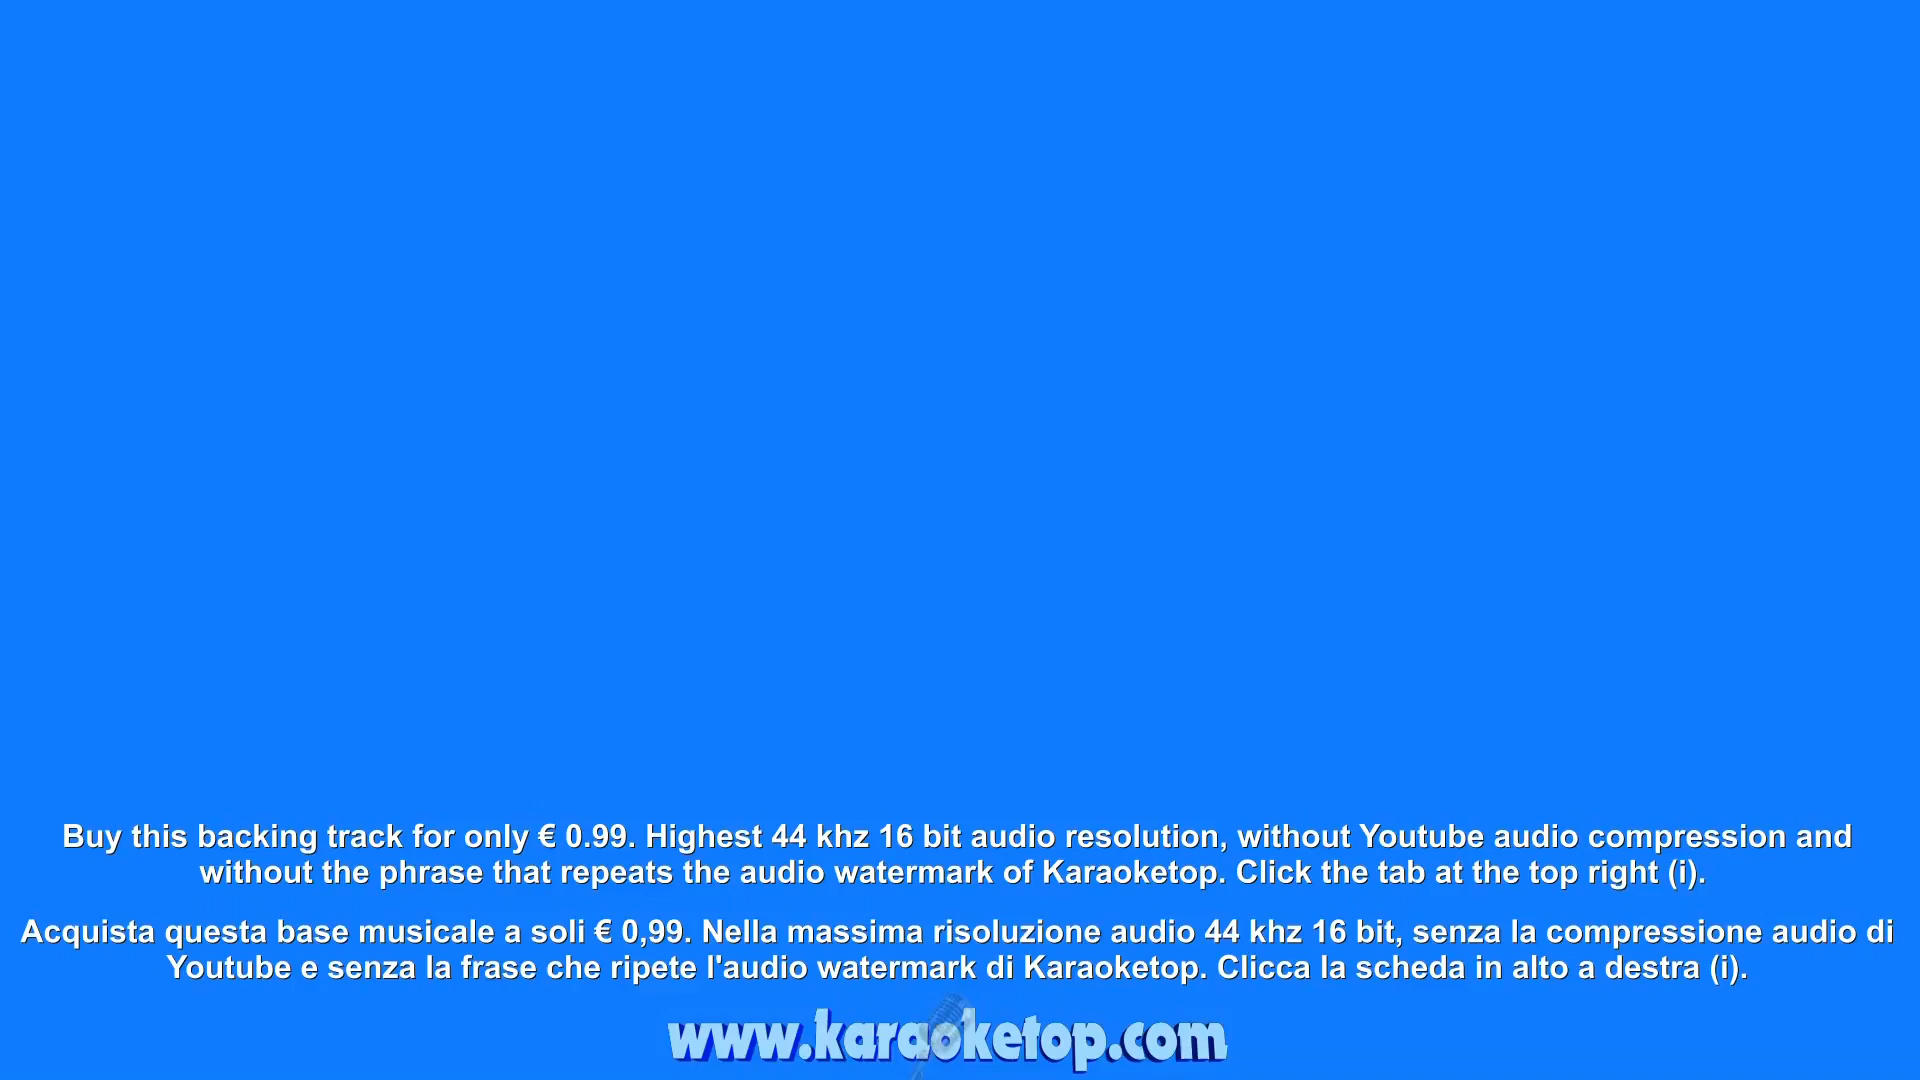 Buy this backing track for only € 0.99. Highest 44 khz 16 bit audio resolution, without Youtube audio compression and
without the phrase that repeats the audio watermark of Karaoketop. Click the tab at the top right (i).
Acquista questa base musicale a soli € 0,99. Nella massima risoluzione audio 44 khz 16 bit, senza la compressione audio di
Youtube e senza la frase che ripete l'audio watermark di Karaoketop. Clicca la scheda in alto a destra (i).
www.karaoketop.com